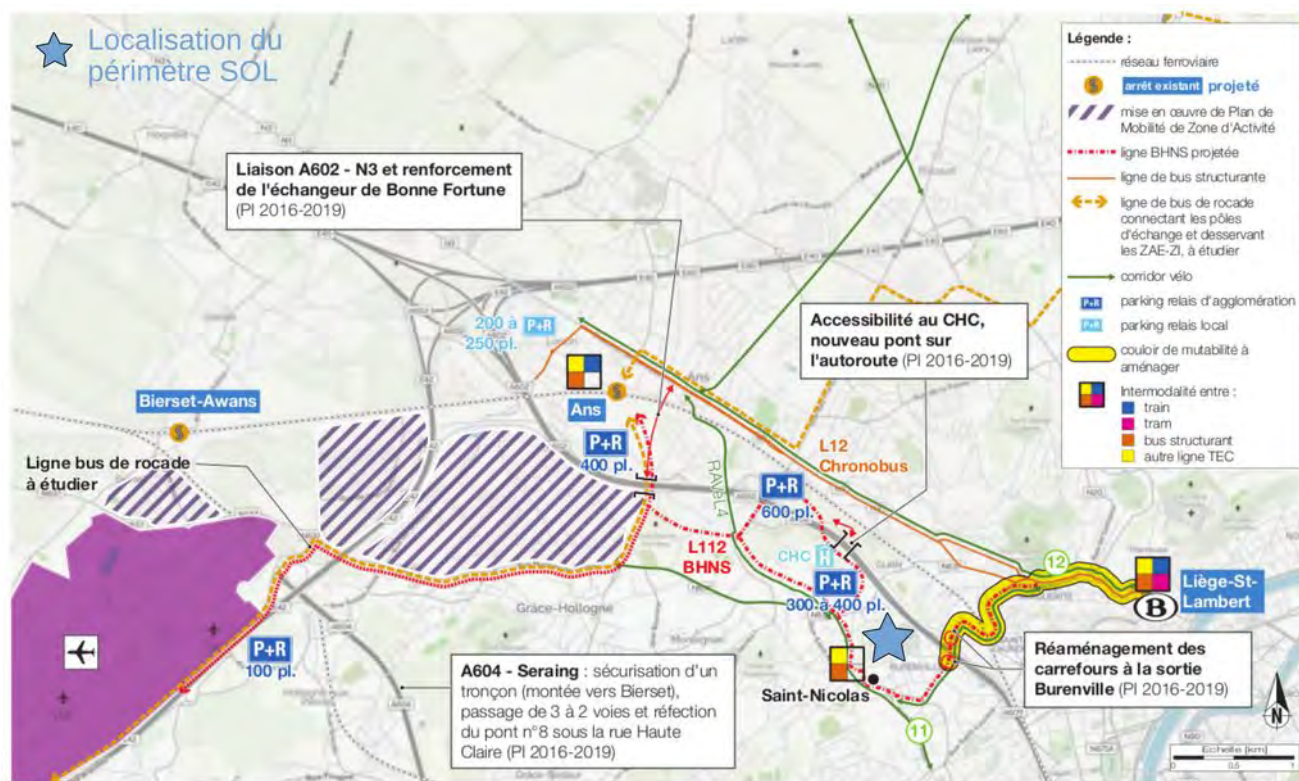 Localisation du
périmètre SOL
Légende :
réseau ferroviaire
arrêt existant projeté
mise en œuvre de Plan de
Mobilité de Zone d'Activité
ligne BHNS projetée
ligne de bus structurante
ligne de bus de rocade
connectant les pôles
d'échange et desservant
les ZAE-ZI, à étudier
corridor vélo
P+R parking relais d'agglomération
P+R parking relais local
couloir de mutabilité à
aménager
Intermodalité entre :
train
tram
bus structurant
autre ligne TEC
Liaison A602 - N3 et renforcement
de l'échangeur de Bonne Fortune
(PI 2016-2019)
Accessibilité au CHC,
nouveau pont sur
l'autoroute (PI 2016-2019)
200 à
250 pl.
P+R
Bierset-Awans
Ans
Ans
P+R
400 pl.
Ligne bus de rocade
à étudier
L12
Chronobus
RAVeL4
P+R
600 pl.
L112
BHNS
CHC H
P+R
300 à 400 pl.
12
Liège-St-
Lambert
B
Grâce-Hollogne
P+R
100 pl.
A604 - Seraing : sécurisation d'un
tronçon (montée vers Bierset),
passage de 3 à 2 voies et réfection
du pont n°8 sous la rue Haute
Claire (PI 2016-2019)
Saint-Nicolas
11
Réaménagement des
carrefours à la sortie
Burenville (PI 2016-2019)
N
Echelle [km]
0 0.5 1